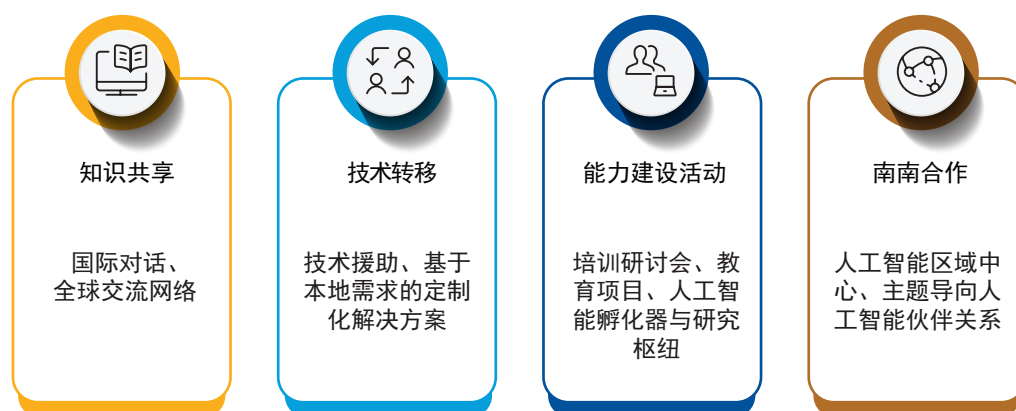 知识共享
国际对话、
全球交流网络
技术转移
技术援助、基于
本地需求的定制
化解决方案
能力建设活动
培训研讨会、教
育项目、人工智
能孵化器与研究
枢纽
南南合作
人工智能区域中
心、主题导向人
工智能伙伴关系